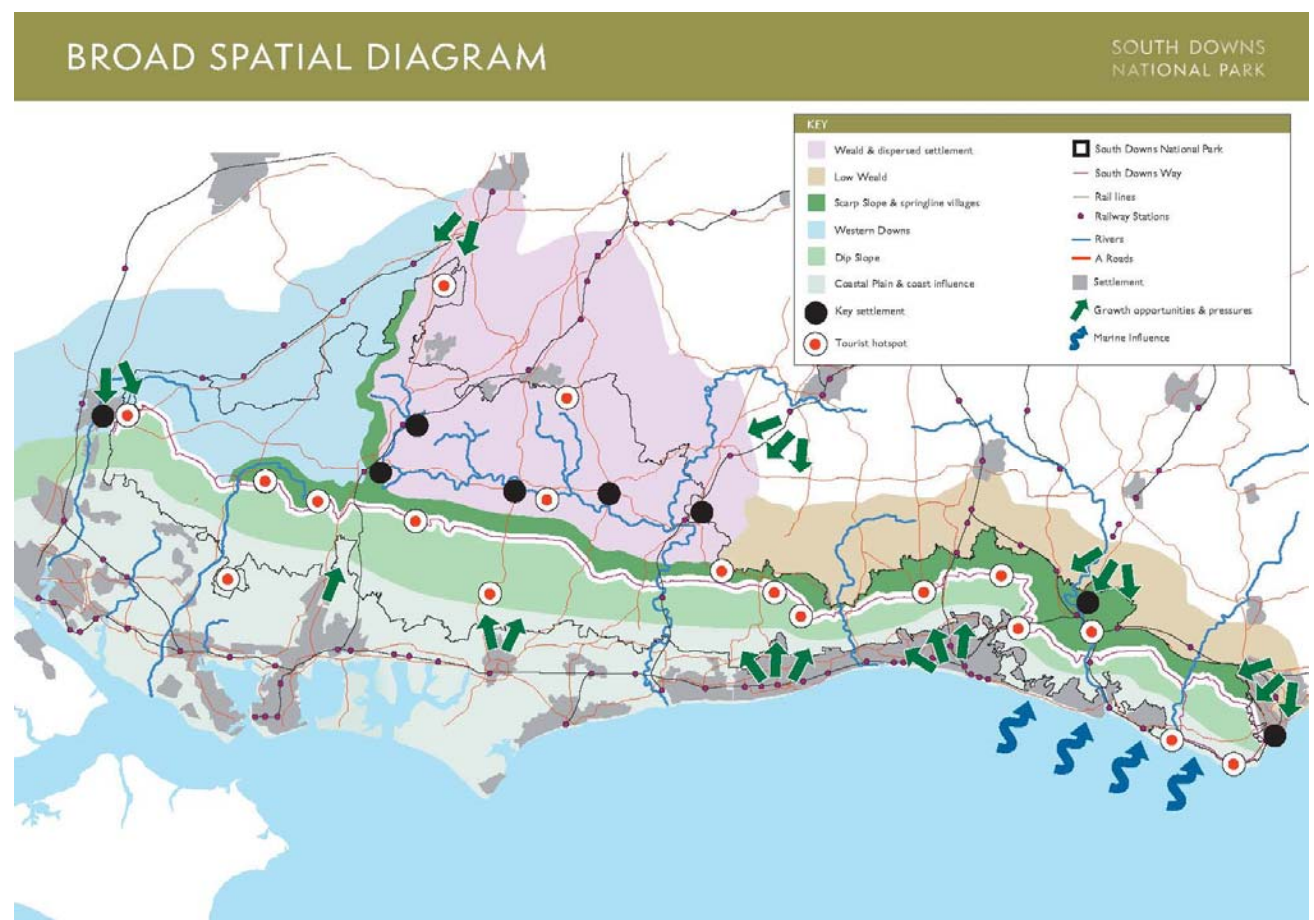 BROAD SPATIAL DIAGRAM
SOUTH DOWNS
NATIONAL PARK
KEY
Weald & dispersed settlement
Low Weald
Scarp Slope & springline villages
Western Downs
Dip Slope
Coastal Plain & coast influence
Key settlement
Tourist hotspot
South Downs National Park
South Downs Way
Rail lines
Railway Stations
Rivers
A Roads
Settlement
Growth opportunities & pressures
Marine Influence